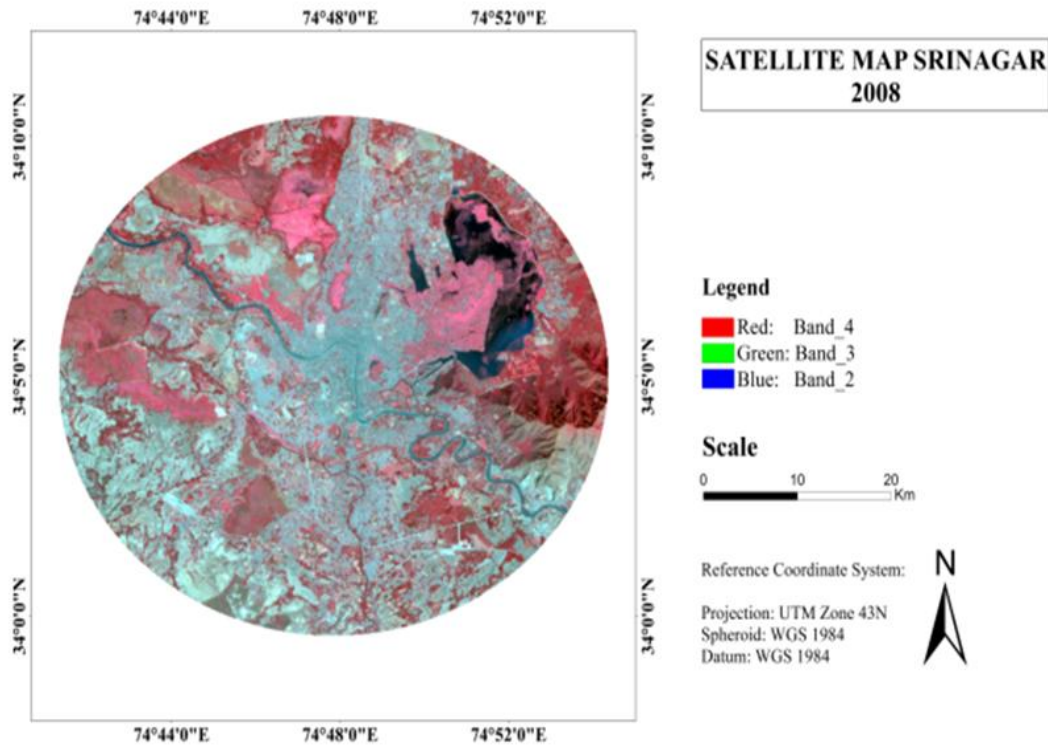 74°44'0"E 74°48'0"E 74°52'0"E
34°10'0"N 34°10'0"N
34°5'0"N 34°5'0"N
34°0'0"N 34°0'0"N
74°44'0"E 74°48'0"E 74°52'0"E
SATELLITE MAP SRINAGAR
2008
Legend
Red: Band_4
Green: Band_3
Blue: Band_2
Scale
0 10 20
Km
Reference Coordinate System:
N
Projection: UTM Zone 43N
Spheroid: WGS 1984
Datum: WGS 1984